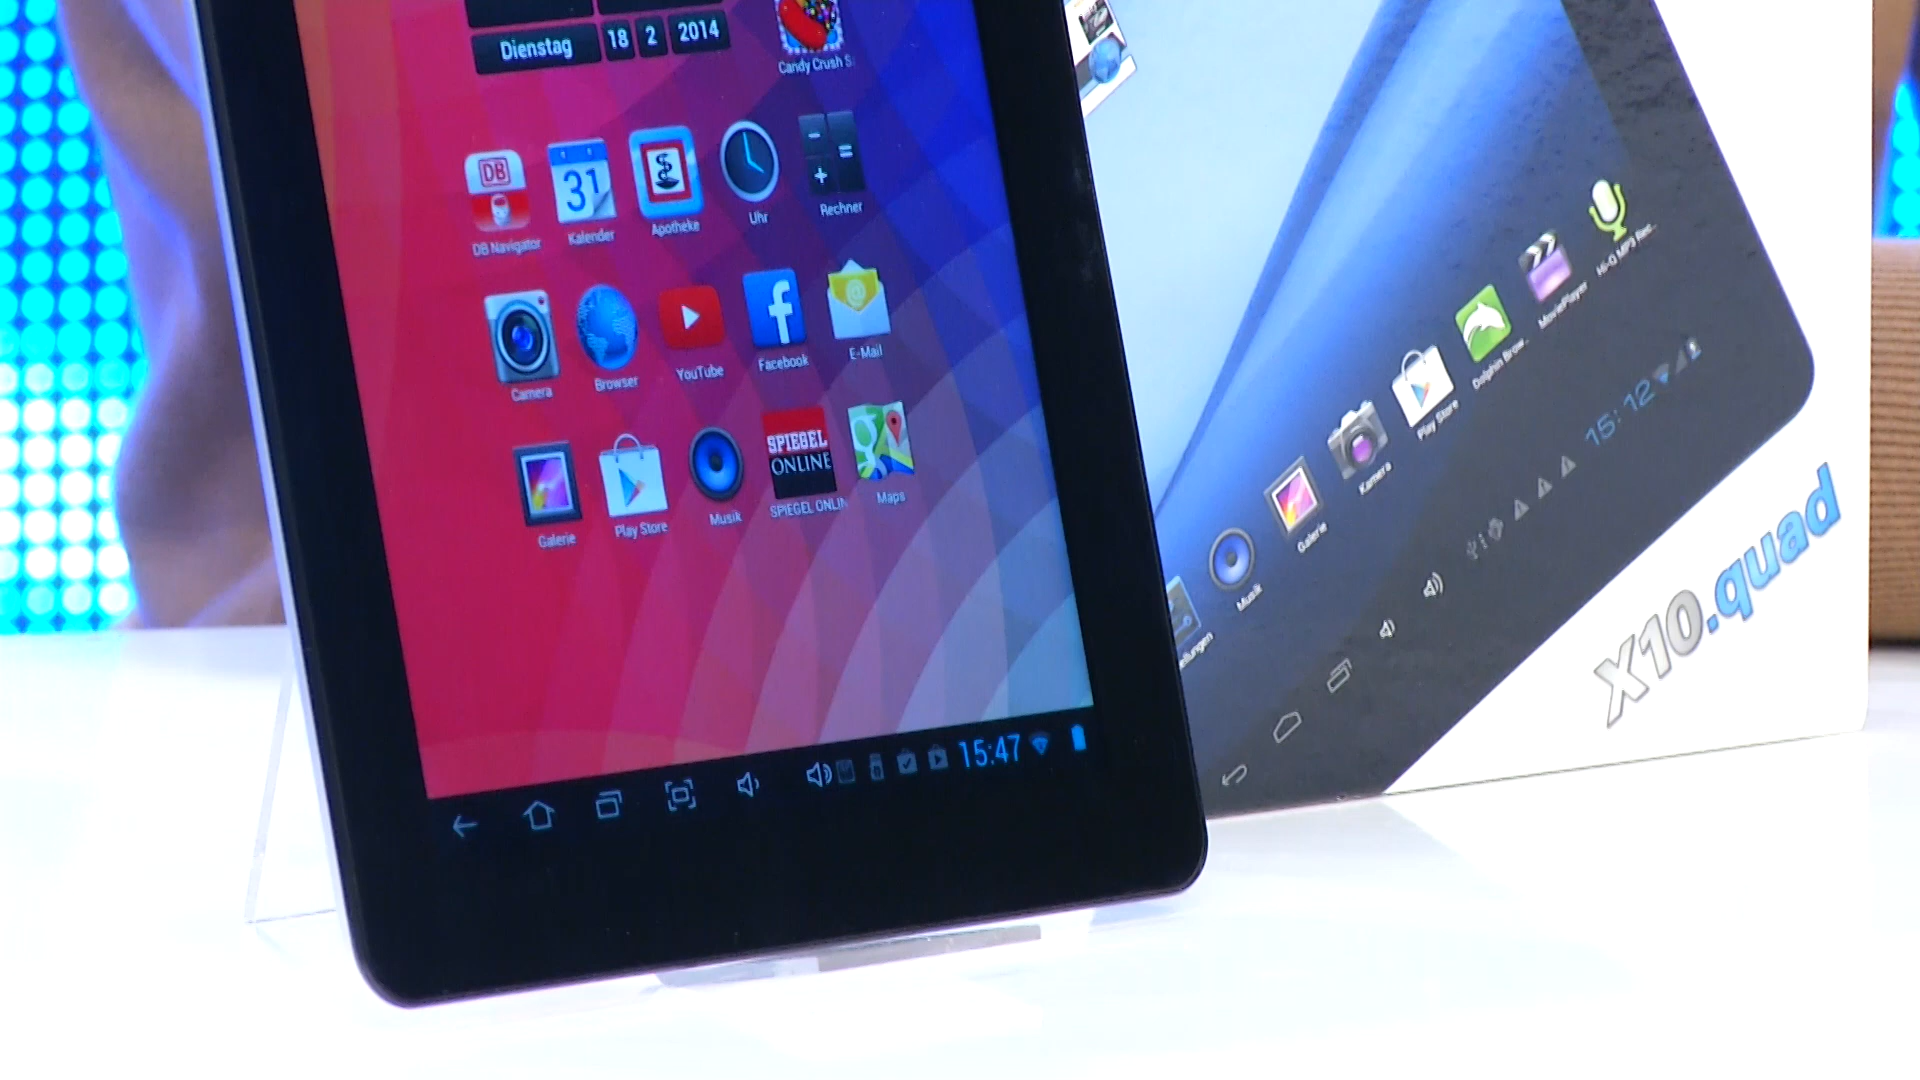 Dienstag 18 2 2014
Candy Crush S
DB
31
DB Navigator
Kalender
Apotheke
Uhr
Rechner
Camera
Browser
YouTube
Facebook
E-Mail
SPIEGEL
ONLINE
Galerie
Play Store
Musik
SPIEGEL ONLIN
Maps
15:47
Hi-Q MP3 Rec...
MoviePlayer
Dolphin Brow...
Play Store
Kamera
Galerie
Musik
ellungen
15:12
X10.quad